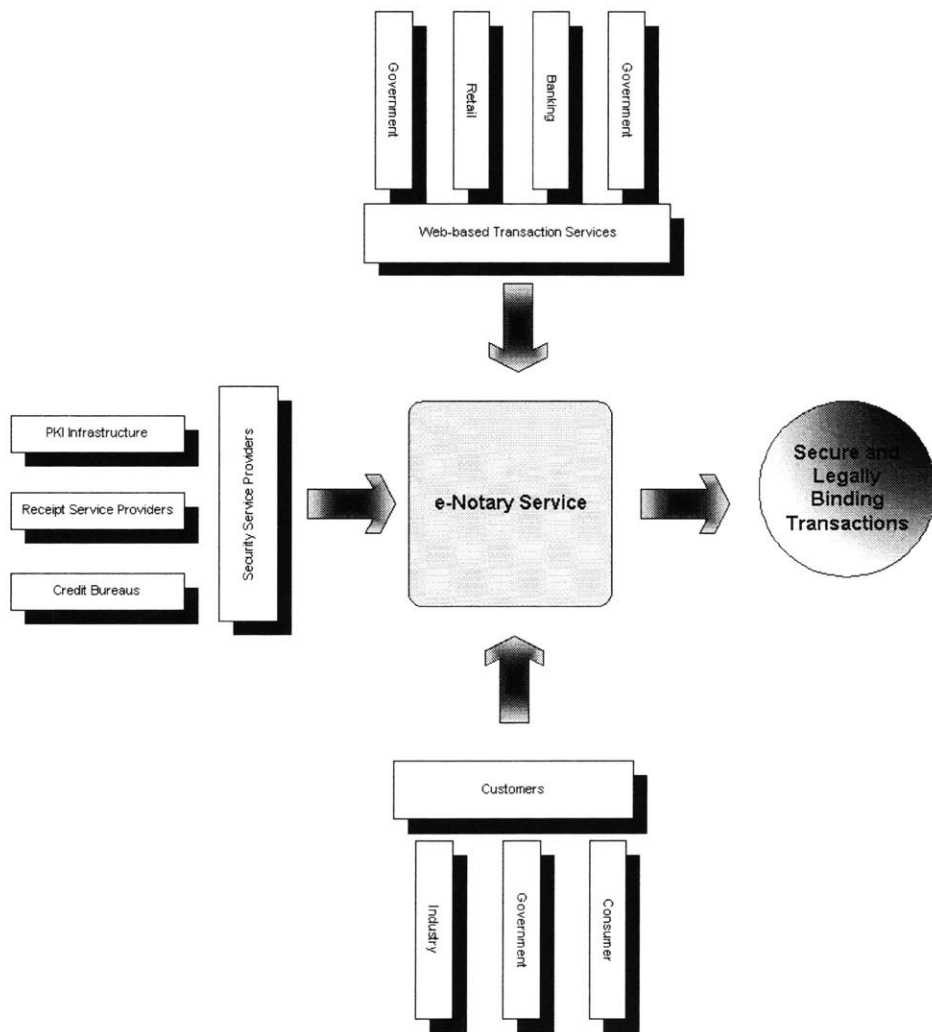 Government
Retail
Banking
Government
Web-based Transaction Services
PKI Infrastructure
Receipt Service Providers
Credit Bureaus
Security Service Providers
e-Notary Service
Secure and
Legally
Binding
Transactions
Customers
Industry
Government
Consumer